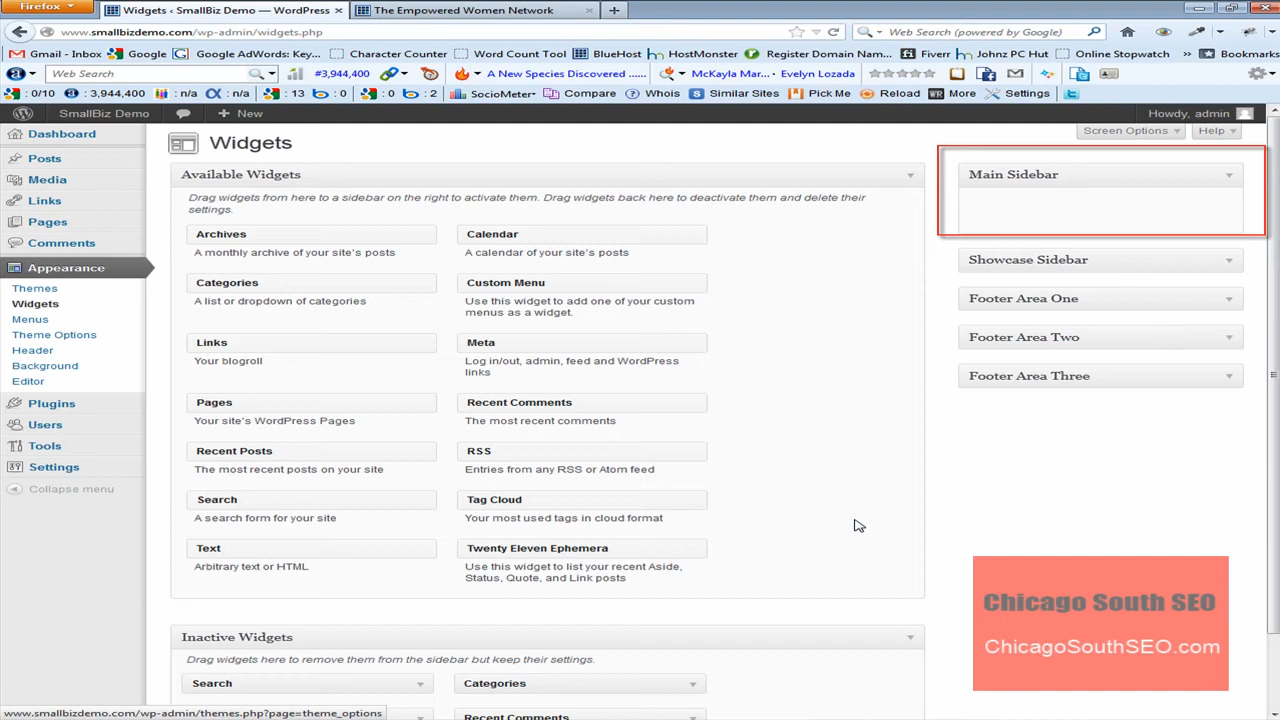 Firefox
Widgets ‹ SmallBiz Demo — WordPress
The Empowered Women Network
www.smallbizdemo.com/wp-admin/widgets.php
Web Search (powered by Google)
Gmail - Inbox
Google
Google AdWords: Key...
Character Counter
Word Count Tool
BlueHost
HostMonster
Register Domain Nam...
Fiverr
Johnz PC Hut
Online Stopwatch
Bookmarks
Web Search
#3,944,400
A New Species Discovered .....
McKayla Mar...
Evelyn Lozada
: 0/10
: 3,944,400
: n/a
: n/a
: 13
: 0
: 0
: 2
SocioMeter
Compare
Whois
Similar Sites
Pick Me
Reload
More
Settings
SmallBiz Demo
New
Howdy, admin
Screen Options
Help
Dashboard
Posts
Media
Links
Pages
Comments
Appearance
Themes
Widgets
Menus
Theme Options
Header
Background
Editor
Plugins
Users
Tools
Settings
Collapse menu
Widgets
Available Widgets
Drag widgets from here to a sidebar on the right to activate them. Drag widgets back here to deactivate them and delete their
settings.
Archives
A monthly archive of your site's posts
Calendar
A calendar of your site's posts
Categories
A list or dropdown of categories
Custom Menu
Use this widget to add one of your custom
menus as a widget.
Links
Your blogroll
Meta
Log in/out, admin, feed and WordPress
links
Pages
Your site's WordPress Pages
Recent Comments
The most recent comments
Recent Posts
The most recent posts on your site
RSS
Entries from any RSS or Atom feed
Search
A search form for your site
Tag Cloud
Your most used tags in cloud format
Text
Arbitrary text or HTML
Twenty Eleven Ephemera
Use this widget to list your recent Aside,
Status, Quote, and Link posts
Inactive Widgets
Drag widgets here to remove them from the sidebar but keep their settings.
Search
Categories
Recent Comments
Main Sidebar
Showcase Sidebar
Footer Area One
Footer Area Two
Footer Area Three
Chicago South SEO
ChicagoSouthSEO.com
www.smallbizdemo.com/wp-admin/themes.php?page=theme_options